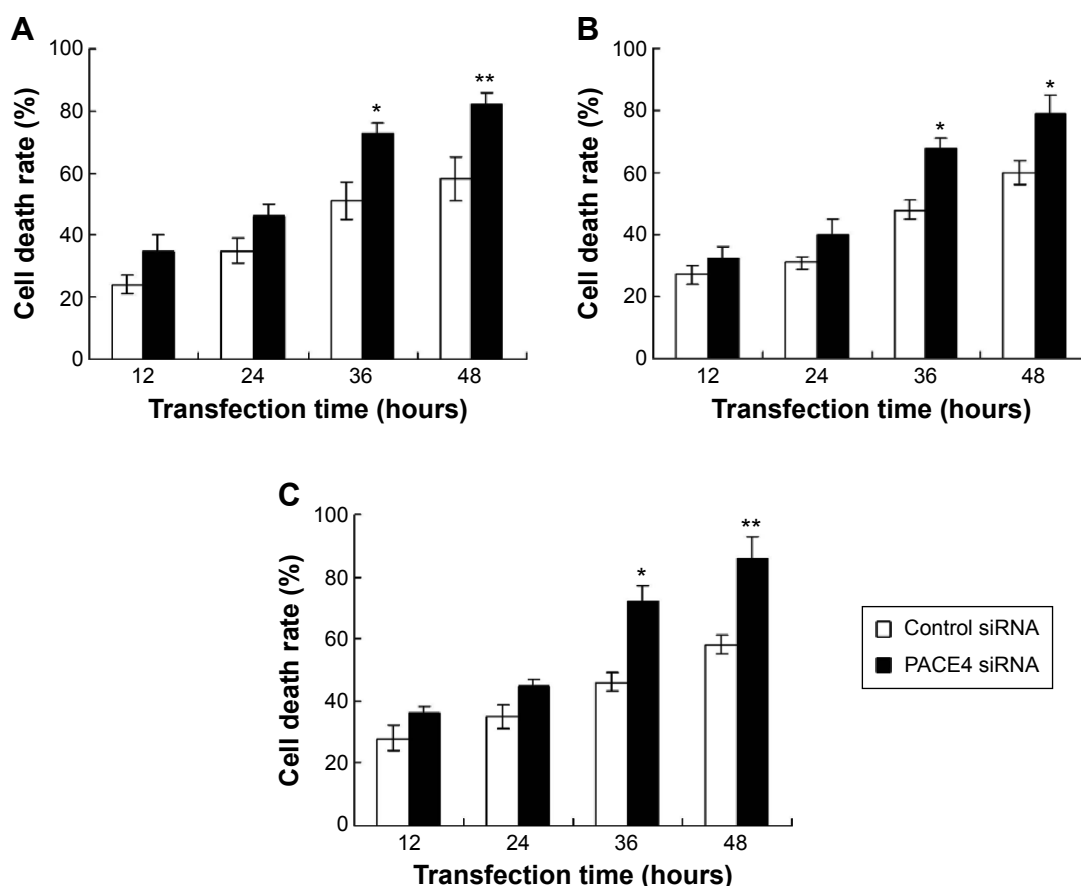 A
Cell death rate (%)
100
80
60
40
20
0
*
**
12 24 36 48
Transfection time (hours)
B
Cell death rate (%)
100
80
60
40
20
0
*
*
12 24 36 48
Transfection time (hours)
C
Cell death rate (%)
100
80
60
40
20
0
*
**
12 24 36 48
Transfection time (hours)
Control siRNA
PACE4 siRNA